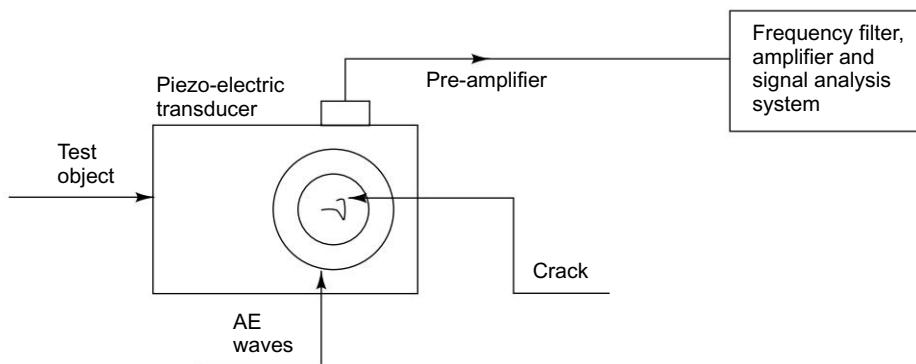 Frequency filter,
amplifier and
signal analysis
system
Pre-amplifier
Piezo-electric
transducer
Test
object
Crack
AE
waves